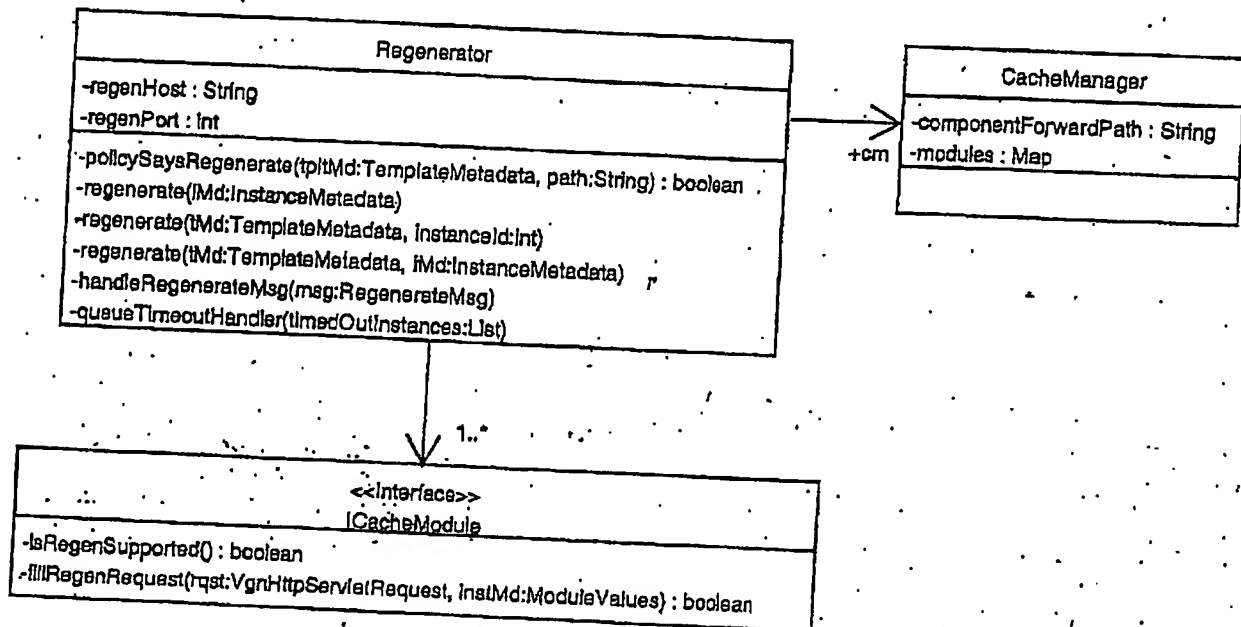 Regenerator
-regenHost : String
-regenPort : int
-policySaysRegenerate(tpltMd:TemplateMetadata, path:String) : boolean
-regenerate(iMd:InstanceMetadata)
-regenerate(tMd:TemplateMetadata, instanceId:int)
-regenerate(tMd:TemplateMetadata, iMd:InstanceMetadata)
-handleRegenerateMsg(msg:RegenerateMsg)
-queueTimeoutHandler(timedOutInstances:List)
CacheManager
-componentForwardPath : String
-modules : Map
+cm
1..*
<<Interface>>
ICacheModule
-isRegenSupported() : boolean
-fillRegenRequest(rqst:VgnHttpServletRequest, instMd:ModuleValues) : boolean